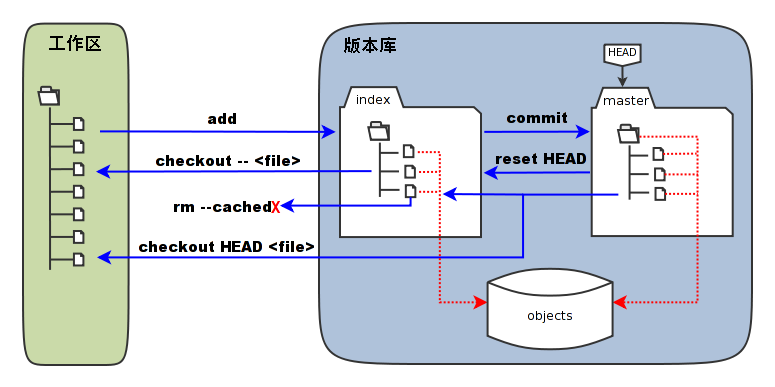 工作区
版本库
HEAD
index
master
add
commit
checkout -- <file>
reset HEAD
rm --cached
X
checkout HEAD <file>
objects